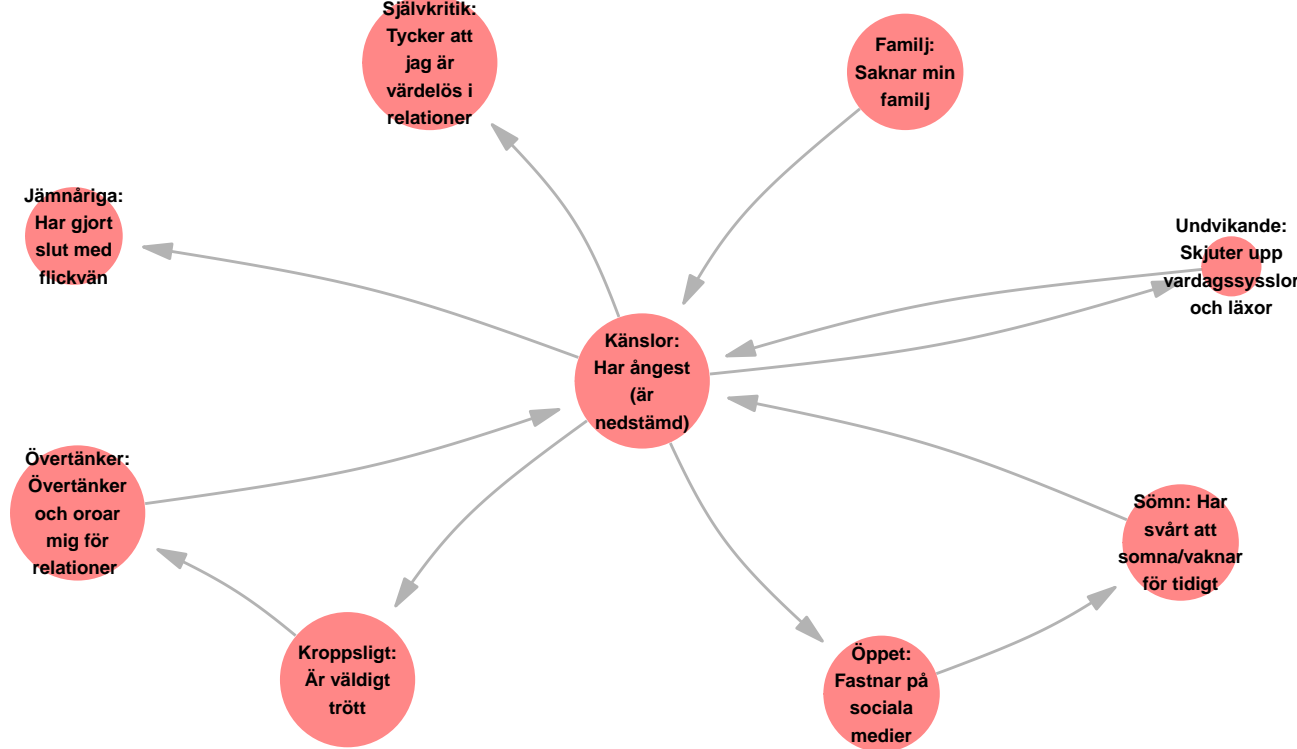 Självkritik:
Tycker att
jag är
värdelös i
relationer
Familj:
Saknar min
familj
Jämnåriga:
Har gjort
slut med
flickvän
Undvikande:
Skjuter upp
vardagssysslor
och läxor
Känslor:
Har ångest
(är
nedstämd)
Övertänker:
Övertänker
och oroar
mig för
relationer
Sömn: Har
svårt att
somna/vaknar
för tidigt
Kroppsligt:
Är väldigt
trött
Öppet:
Fastnar på
sociala
medier